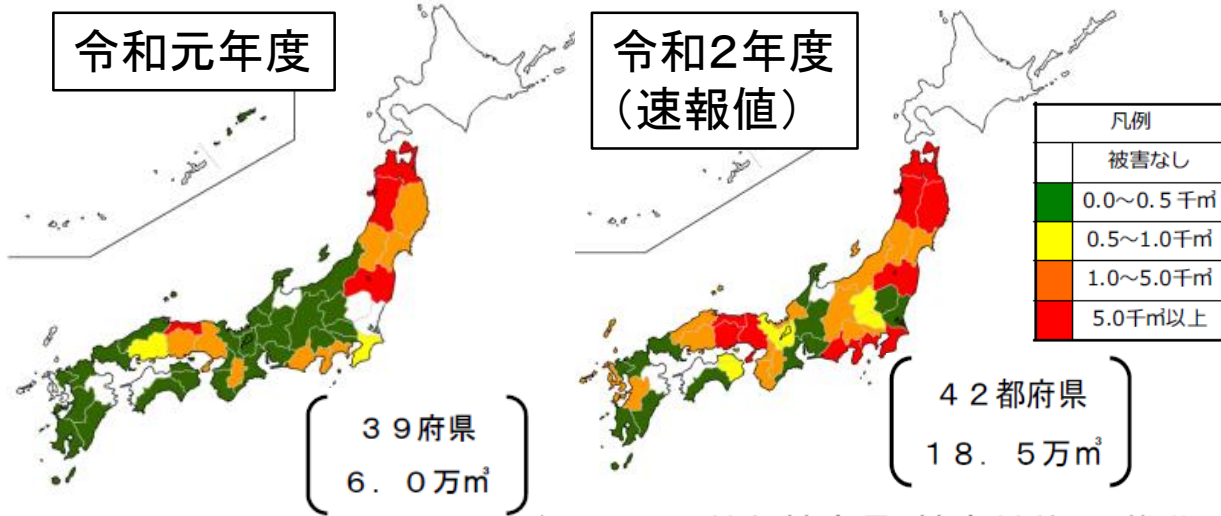 令和元年度
令和2年度
（速報値）
凡例
被害なし
0.0～0.5 千㎥
0.5～1.0千㎥
1.0～5.0千㎥
5.0千㎥以上
３９府県
６．０万㎥
４２都府県
１８．５万㎥